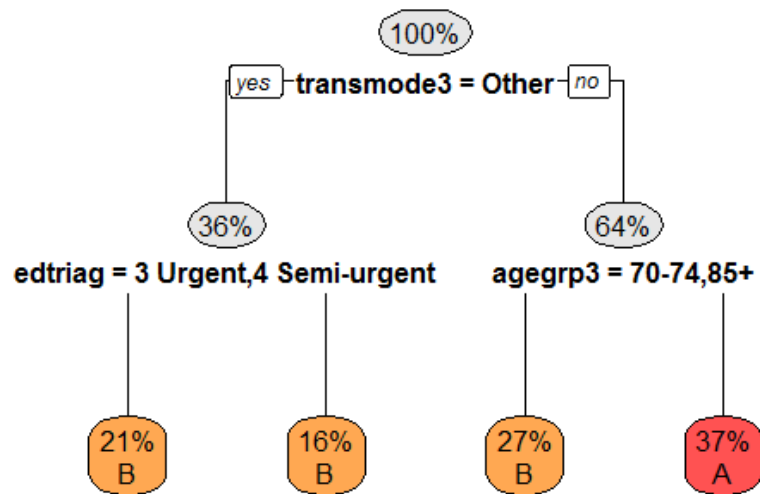 100%
yes transmode3 = Other no
36% 64%
edtriag = 3 Urgent,4 Semi-urgent agegrp3 = 70-74,85+
21% 16% 27% 37%
B B B A